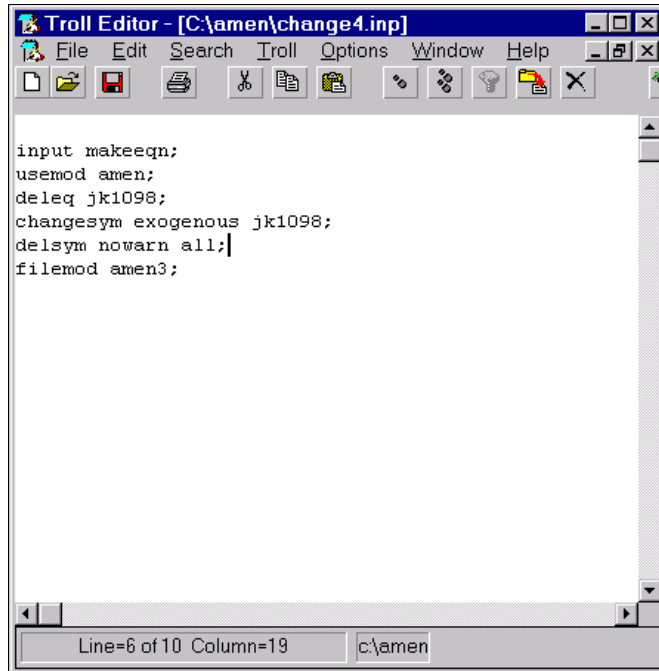 Troll Editor - [C:\amen\change4.inp]
File Edit Search Troll Options Window Help
input makeeqn;
usemod amen;
deleq jk1098;
changesym exogenous jk1098;
delsym nowarn all;
filemod amen3;
Line=6 of 10 Column=19 c:\amen